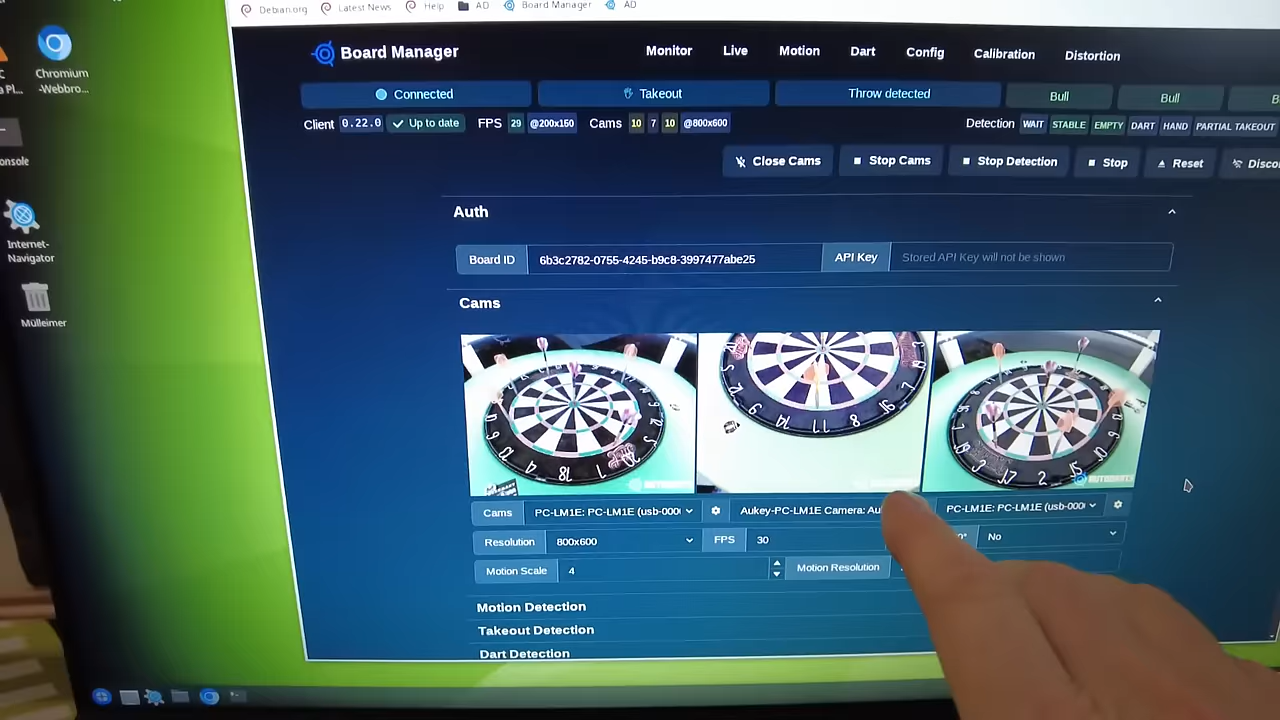 Debian.org Latest News Help AD Board Manager AD
Chromium
-Webbro...
Internet-
Navigator
Mülleimer
Board Manager Monitor Live Motion Dart Config Calibration Distortion
Connected Takeout Throw detected Bull Bull
Client 0.22.0 Up to date FPS 29 @200x150 Cams 10 7 10 @800x600 Detection WAIT STABLE EMPTY DART HAND PARTIAL TAKEOUT
Close Cams Stop Cams Stop Detection Stop Reset
Auth
Board ID 6b3c2782-0755-4245-b9c8-3997477abe25 API Key Stored API Key will not be shown
Cams
Cams PC-LM1E: PC-LM1E (usb-000 Aukey-PC-LM1E Camera: Au PC-LM1E: PC-LM1E (usb-000
Resolution 800x600 FPS 30 No
Motion Scale 4 Motion Resolution
Motion Detection
Takeout Detection
Dart Detection